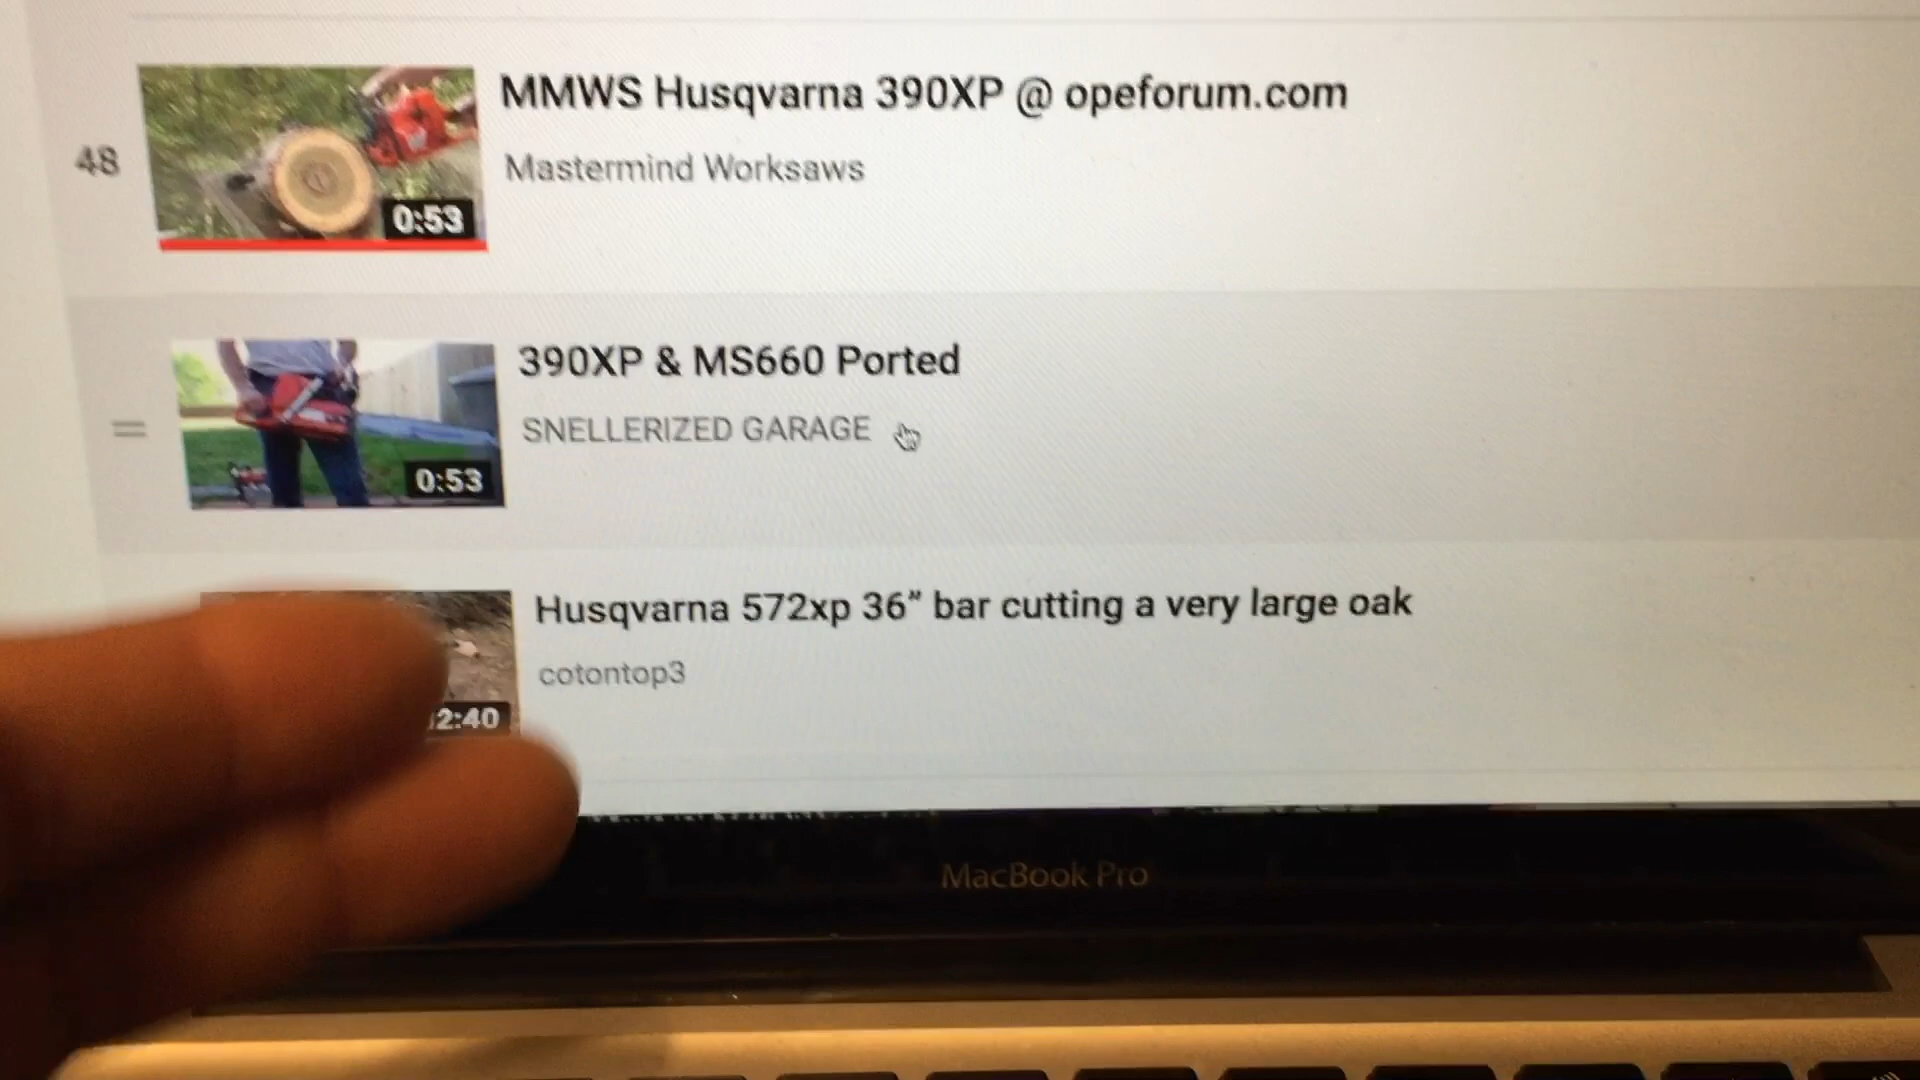 MMWS Husqvarna 390XP @ opeforum.com
48
Mastermind Worksaws
0:53
390XP & MS660 Ported
SNELLERIZED GARAGE
0:53
Husqvarna 572xp 36” bar cutting a very large oak
cotontop3
2:40
MacBook Pro